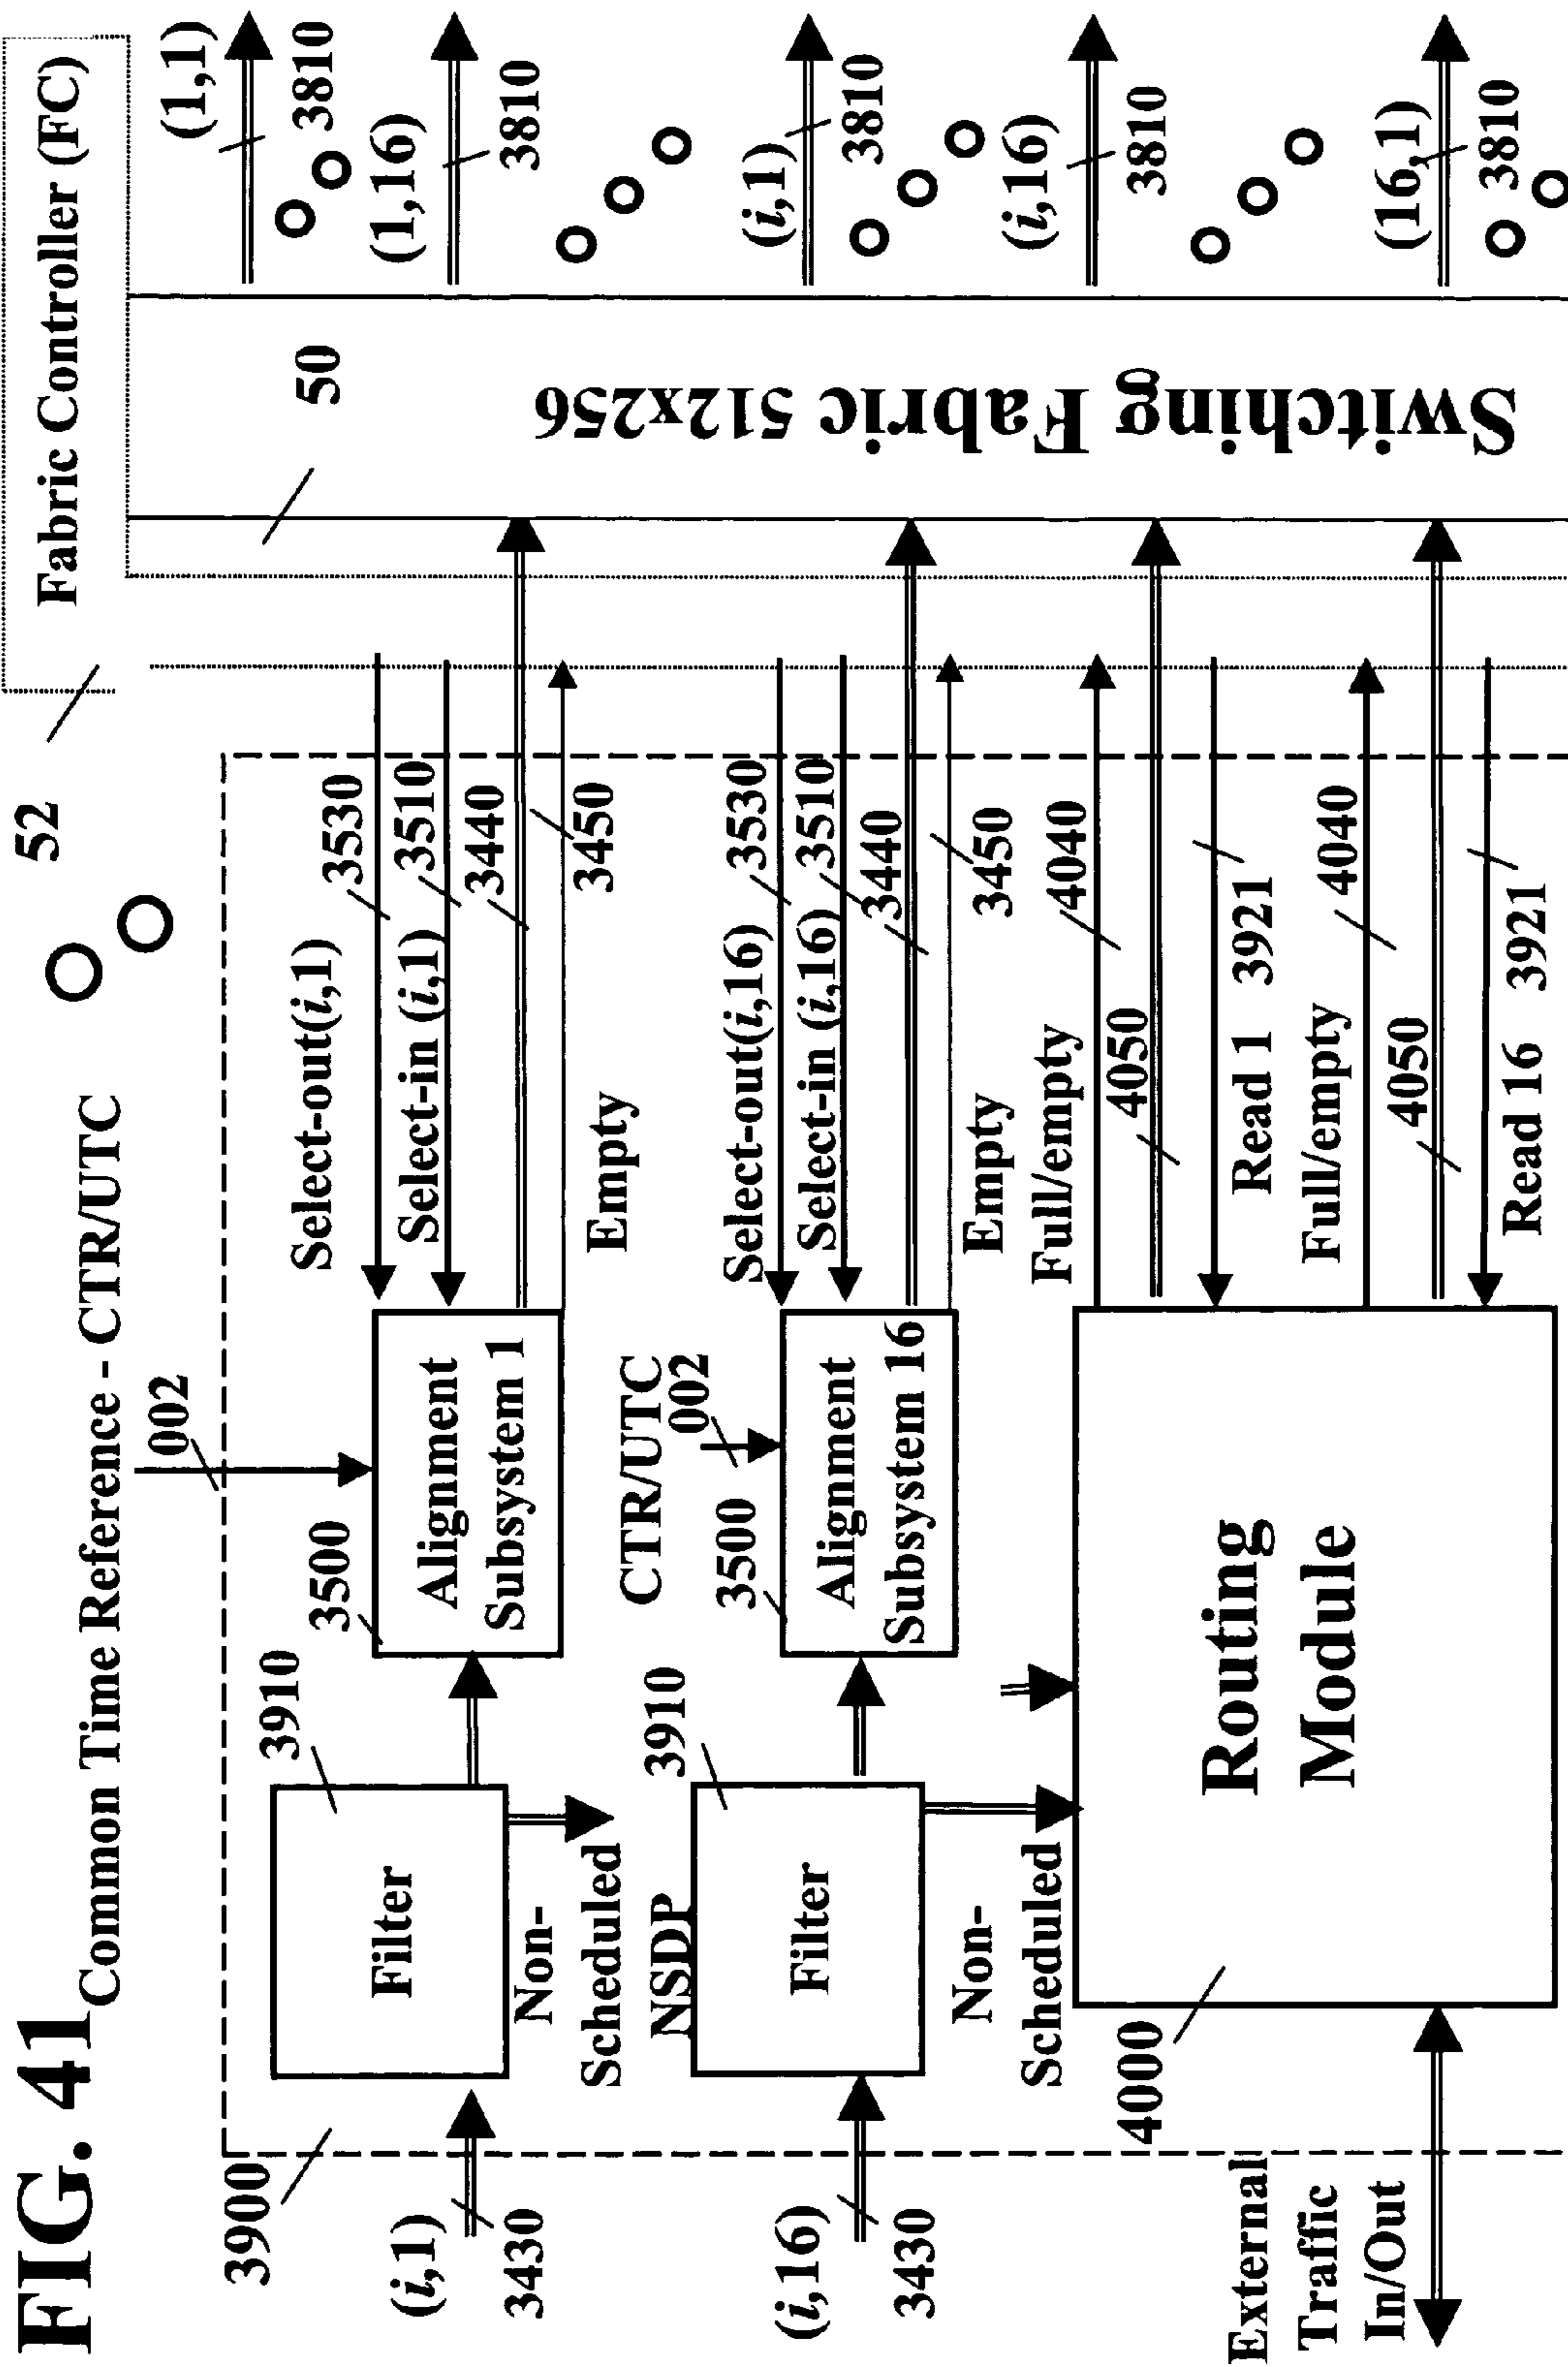 FIG. 41
Common Time Reference - CTR/UTC
52
Fabric Controller (FC)
3900
002
50
(i,1)
3430
3910
Filter
Non-
Scheduled
3500
Alignment
Subsystem 1
Select-out(i,1)
3530
Select-in (i,1)
3510
3440
3450
Empty
(i,16)
3430
NSDP
3910
Filter
Non-
Scheduled
CTR/UTC
002
3500
Alignment
Subsystem 16
Select-out(i,16)
3530
Select-in (i,16)
3510
3440
3450
Empty
External
Traffic
In/Out
4000
Routing
Module
Full/empty
4040
4050
Read 1
3921
Full/empty
4040
4050
Read 16
3921
Switching Fabric 512x256
(1,1)
3810
(1,16)
3810
(i,1)
3810
(i,16)
3810
(16,1)
3810